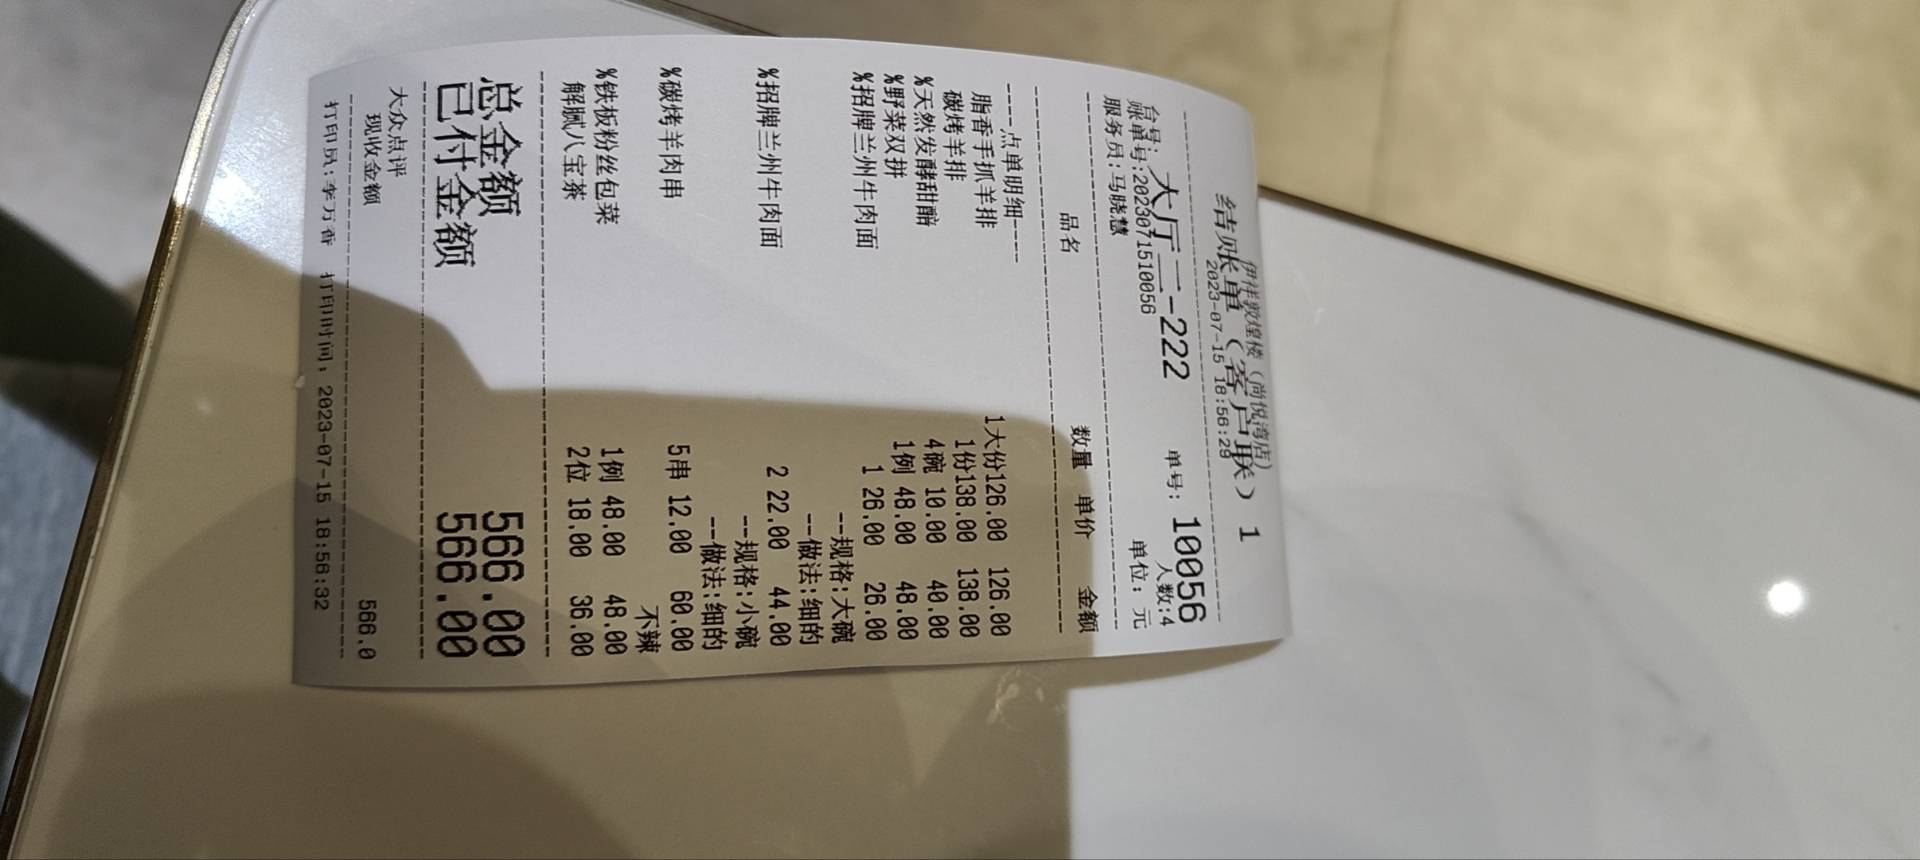 伊佯敦煌楼（尚悦湾店）
结账单（客户联） 1
2023-07-15 18:56:29
台号: 大厅二-222 单号: 10056
账单号:2023071510056 人数:4
服务员:马晓慧 单位: 元
品名 数量 单价 金额
----点单明细----
脂香手抓羊排 1大份126.00 126.00
碳烤羊排 1份138.00 138.00
%天然发酵甜醅 4碗 10.00 40.00
%野菜双拼 1例 48.00 48.00
%招牌兰州牛肉面 1 26.00 26.00
--规格:大碗
--做法:细的
%招牌兰州牛肉面 2 22.00 44.00
--规格:小碗
--做法:细的
%碳烤羊肉串 5串 12.00 60.00
不辣
%铁板粉丝包菜 1例 48.00 48.00
解腻八宝茶 2位 18.00 36.00
总金额 566.00
已付金额 566.00
大众点评
现收金额 566.0
打印员:李万香 打印时间: 2023-07-15 18:56:32